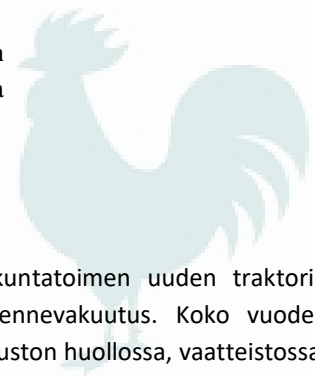 a
a
kuntatoimen uuden traktori
ennevakuutus. Koko vuode
uston huollossa, vaatteistossa